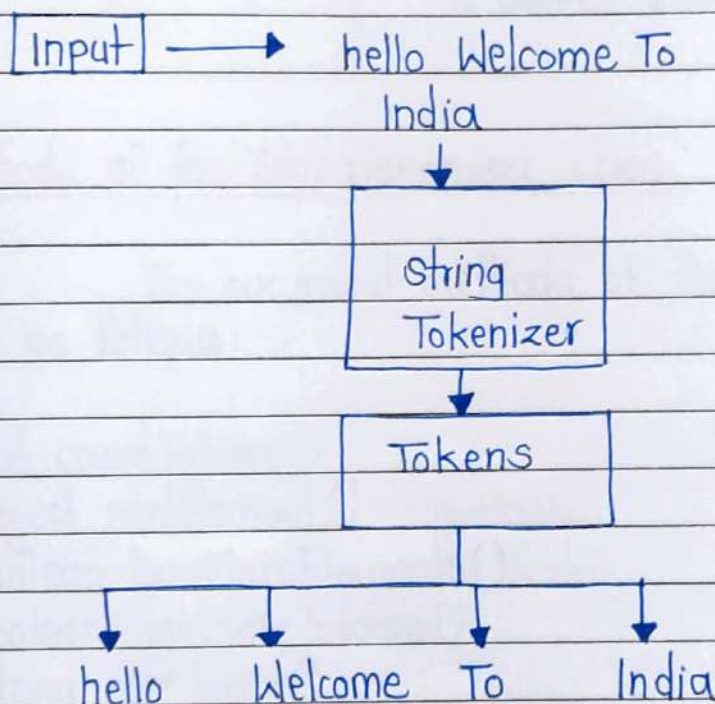 Input hello Welcome To
India
String
Tokenizer
Tokens
hello Welcome To India